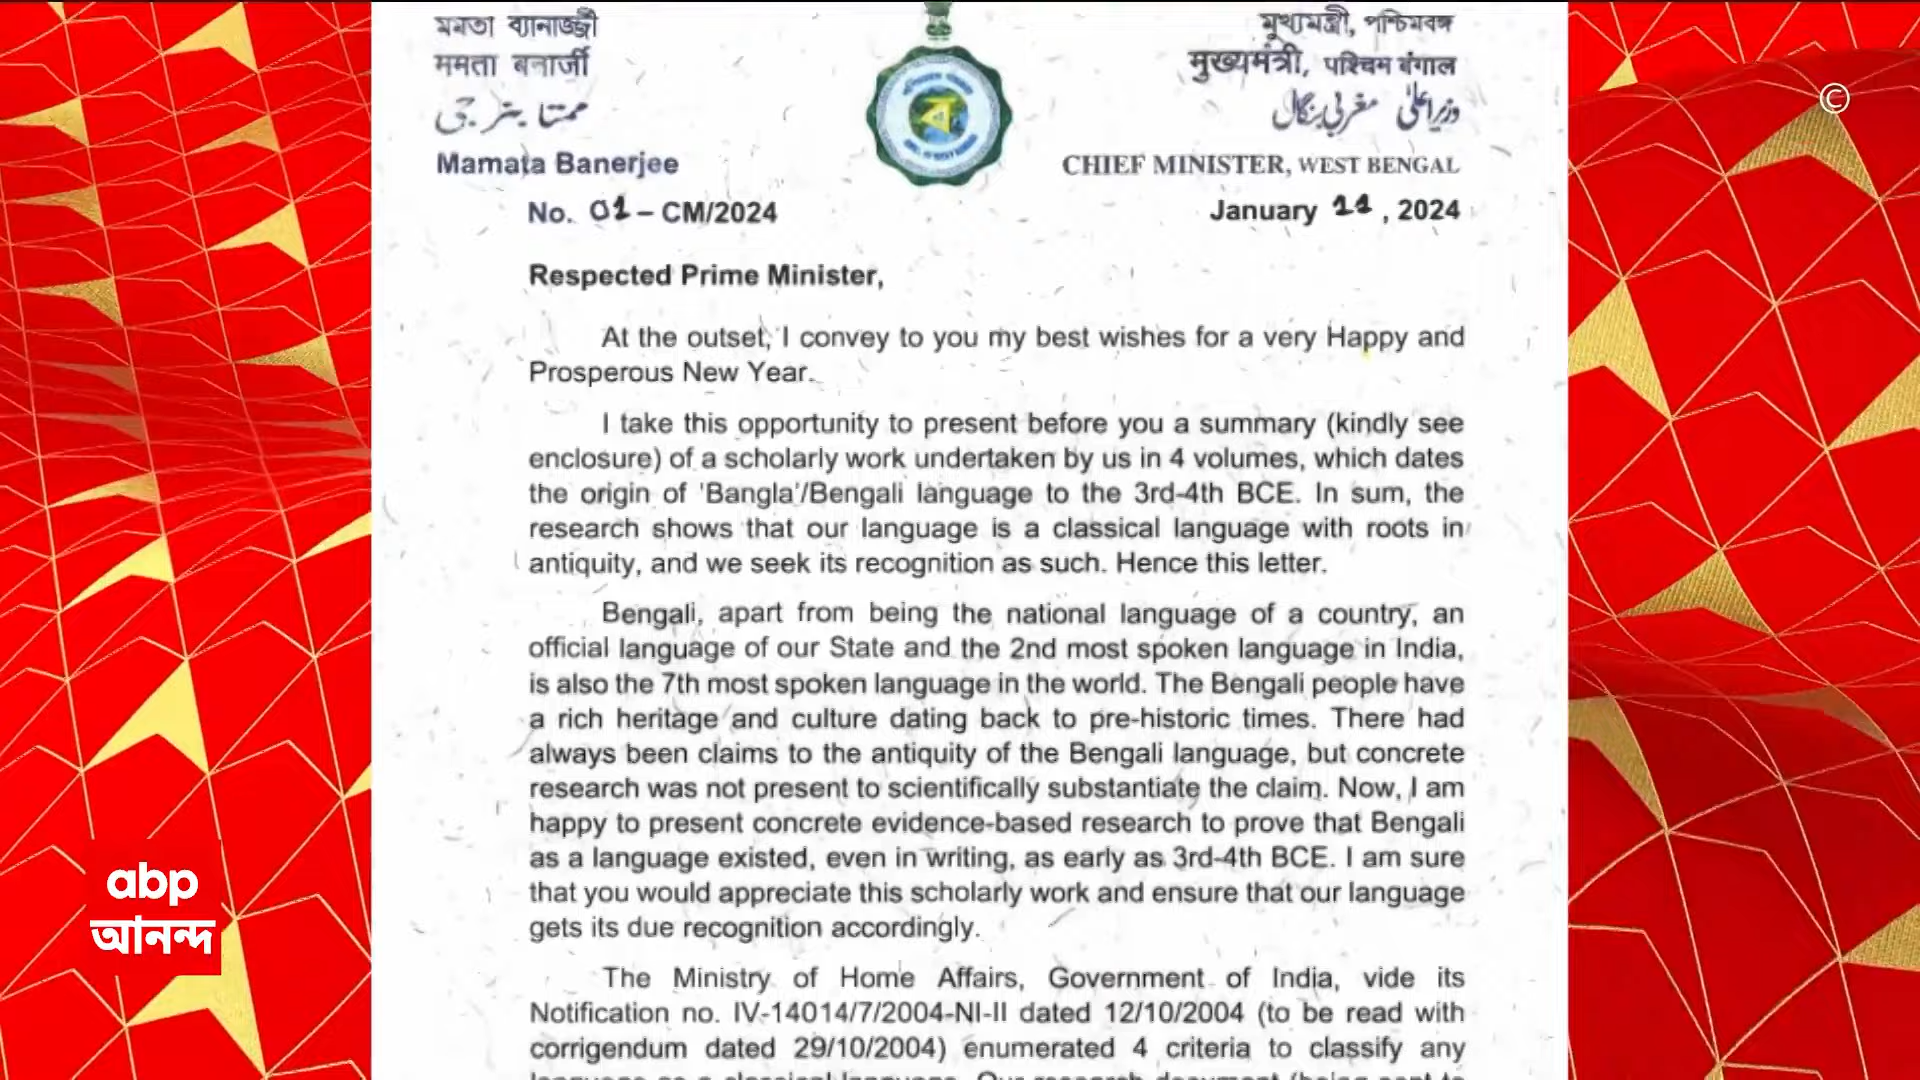 মমতা ব্যানার্জ্জী
ममता बनार्जी
ممتا بنرجی
Mamata Banerjee
মুখ্যমন্ত্রী, পশ্চিমবঙ্গ
मुख्यमंत्री, पश्चिम बंगाल
وزیراعلیٰ مغربی بنگال
CHIEF MINISTER, WEST BENGAL
No. 01 – CM/2024
January 11, 2024
Respected Prime Minister,
At the outset, I convey to you my best wishes for a very Happy and
Prosperous New Year.
I take this opportunity to present before you a summary (kindly see
enclosure) of a scholarly work undertaken by us in 4 volumes, which dates
the origin of 'Bangla'/Bengali language to the 3rd-4th BCE. In sum, the
research shows that our language is a classical language with roots in
antiquity, and we seek its recognition as such. Hence this letter.
Bengali, apart from being the national language of a country, an
official language of our State and the 2nd most spoken language in India,
is also the 7th most spoken language in the world. The Bengali people have
a rich heritage and culture dating back to pre-historic times. There had
always been claims to the antiquity of the Bengali language, but concrete
research was not present to scientifically substantiate the claim. Now, I am
happy to present concrete evidence-based research to prove that Bengali
as a language existed, even in writing, as early as 3rd-4th BCE. I am sure
that you would appreciate this scholarly work and ensure that our language
gets its due recognition accordingly.
The Ministry of Home Affairs, Government of India, vide its
Notification no. IV-14014/7/2004-NI-II dated 12/10/2004 (to be read with
corrigendum dated 29/10/2004) enumerated 4 criteria to classify any
abp
আনন্দ
©